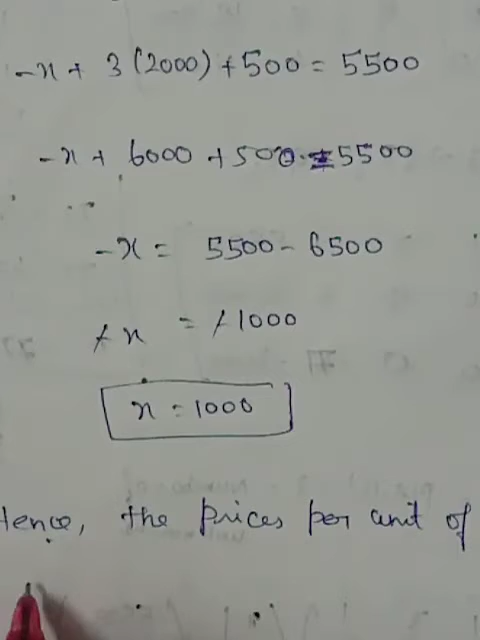 -x + 3(2000) + 500 = 5500
-x + 6000 + 500 = 5500
-x = 5500 - 6500
-x = -1000
x = 1000
Hence, the prices per unit of